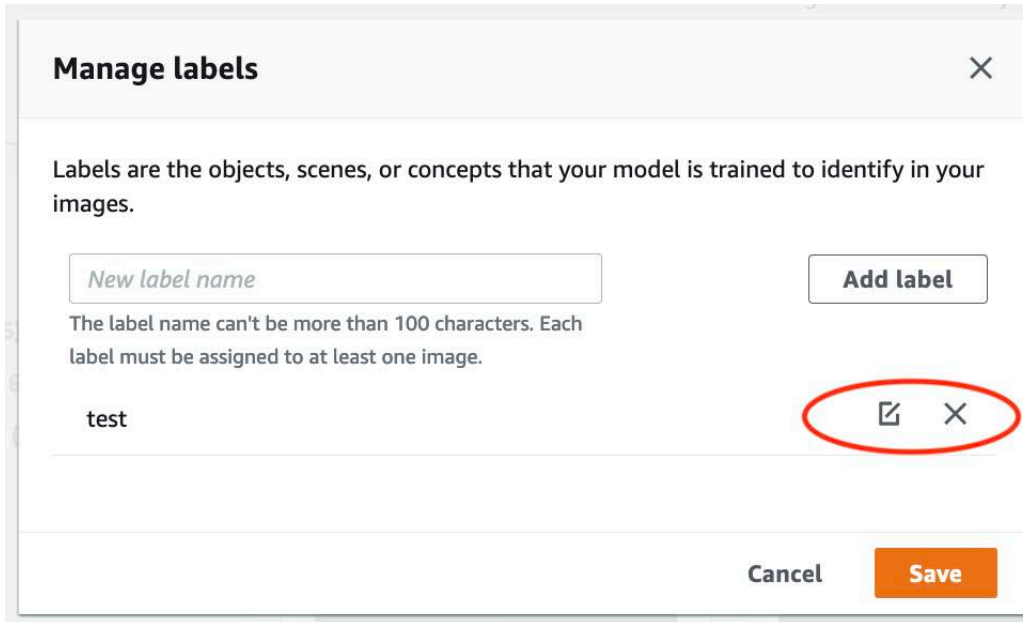 Manage labels
Labels are the objects, scenes, or concepts that your model is trained to identify in your
images.
New label name
Add label
The label name can't be more than 100 characters. Each
label must be assigned to at least one image.
test
Cancel
Save